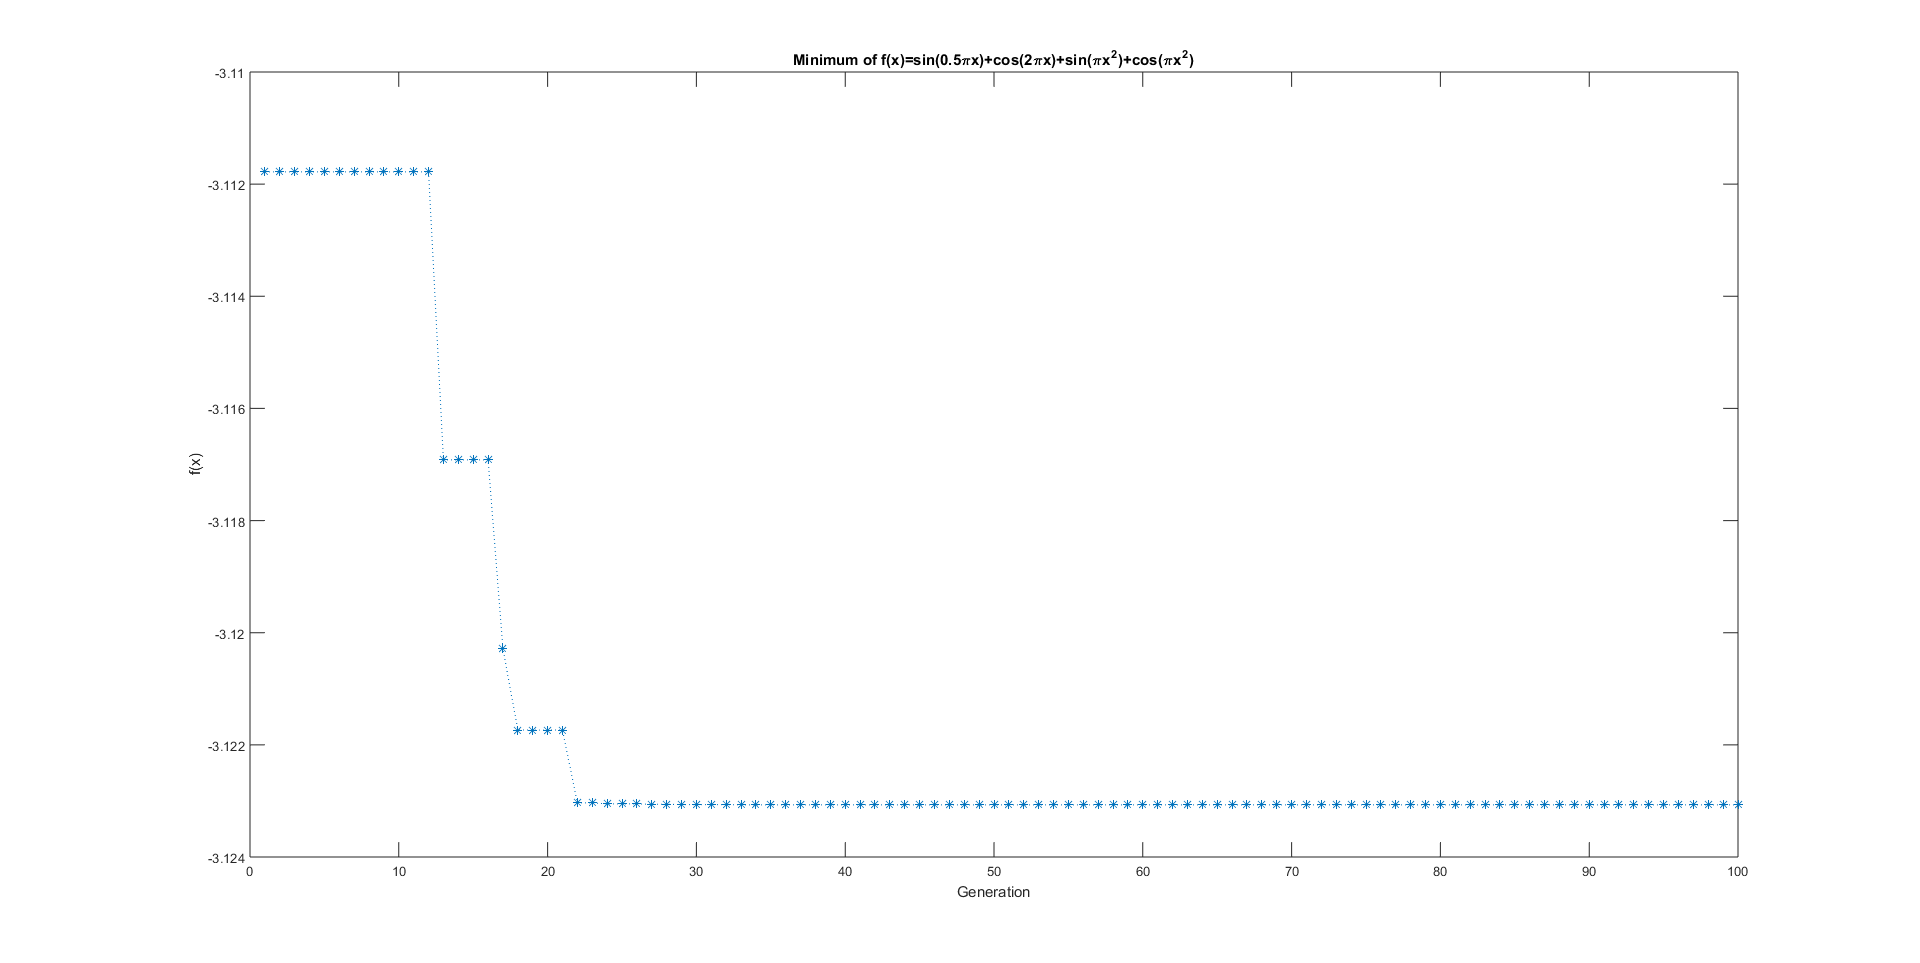 Minimum of f(x)=sin(0.5πx)+cos(2πx)+sin(πx²)+cos(πx²)
-3.11
-3.112
-3.114
-3.116
-3.118
-3.12
-3.122
-3.124
f(x)
0 10 20 30 40 50 60 70 80 90 100
Generation